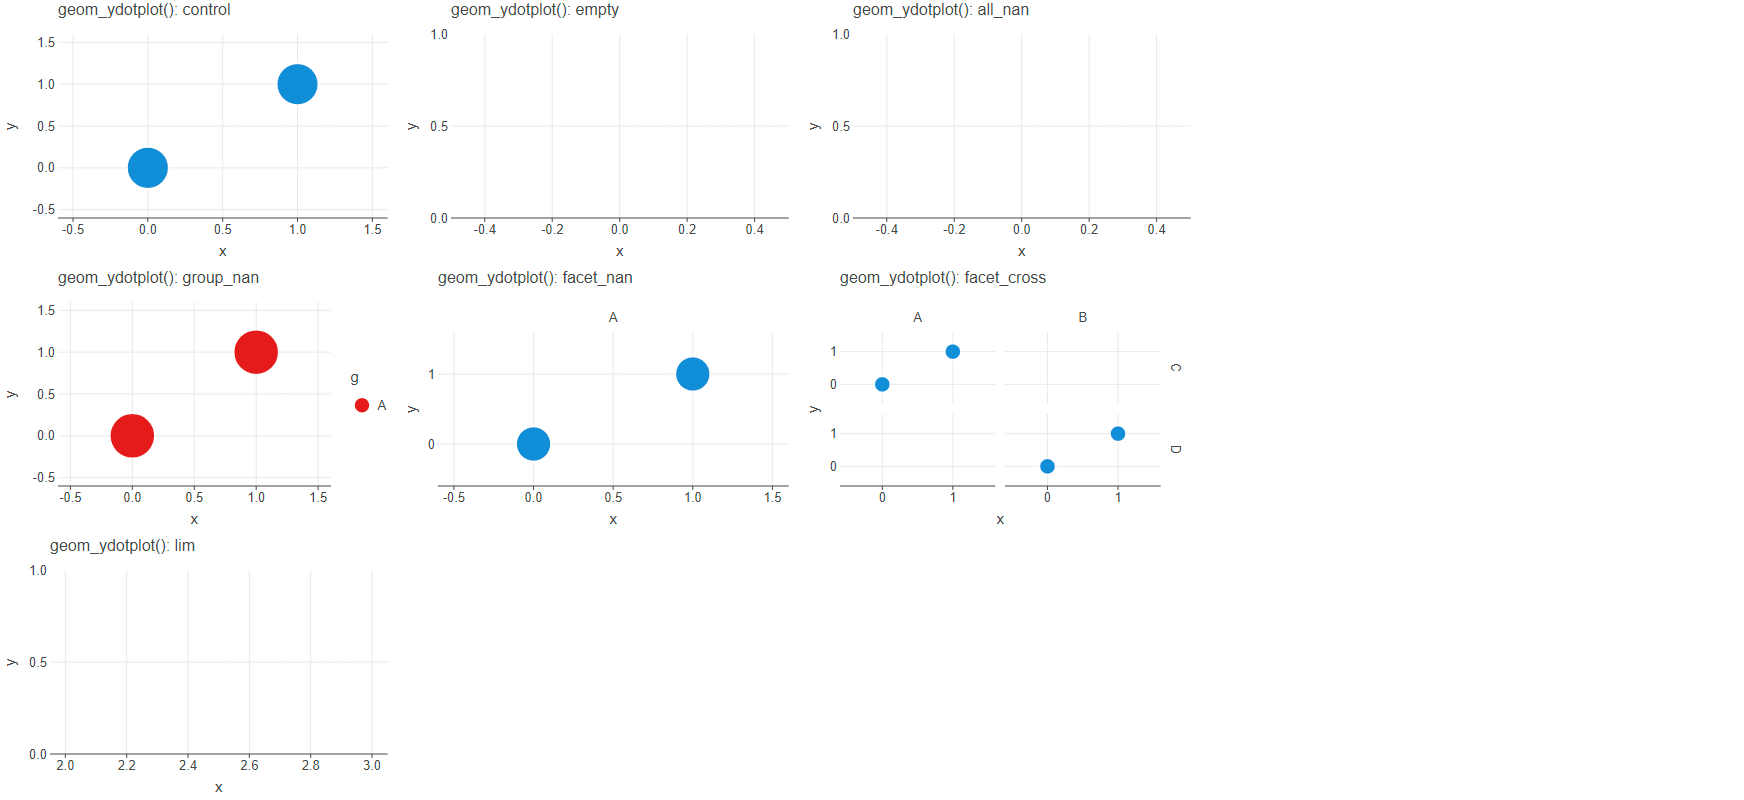 geom_ydotplot(): control
1.5
1.0
0.5
0.0
-0.5
y
-0.5 0.0 0.5 1.0 1.5
x
geom_ydotplot(): empty
1.0
0.5
0.0
y
-0.4 -0.2 0.0 0.2 0.4
x
geom_ydotplot(): all_nan
1.0
0.5
0.0
y
-0.4 -0.2 0.0 0.2 0.4
x
geom_ydotplot(): group_nan
1.5
1.0
0.5
0.0
-0.5
y
-0.5 0.0 0.5 1.0 1.5
x
g
A
geom_ydotplot(): facet_nan
A
1
0
y
-0.5 0.0 0.5 1.0 1.5
x
geom_ydotplot(): facet_cross
A B
1
0
C
y
1
0
D
0 1 0 1
x
geom_ydotplot(): lim
1.0
0.5
0.0
y
2.0 2.2 2.4 2.6 2.8 3.0
x